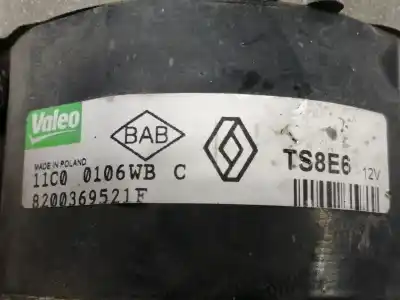 Valeo
BAB
TS8E6
12V
MADE IN POLAND
11C0 0106WB C
8200369521F